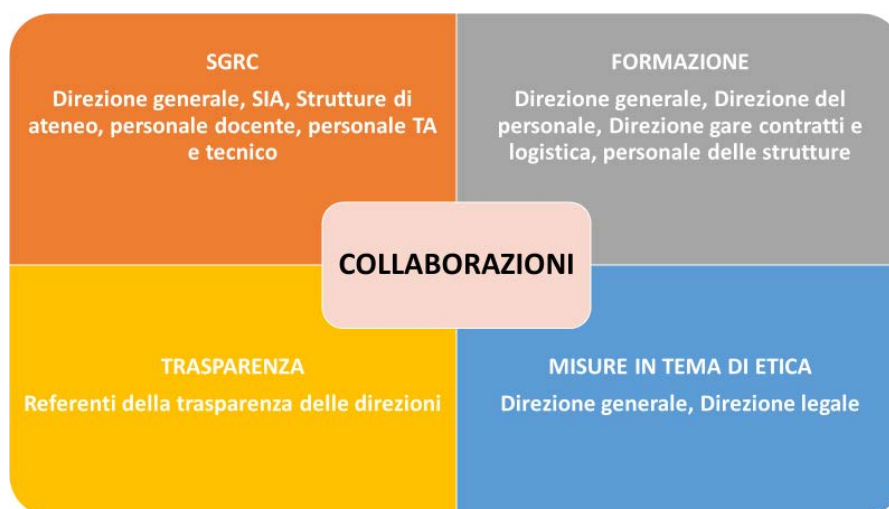 SGRC
Direzione generale, SIA, Strutture di
ateneo, personale docente, personale TA
e tecnico
FORMAZIONE
Direzione generale, Direzione del
personale, Direzione gare contratti e
logistica, personale delle strutture
COLLABORAZIONI
TRASPARENZA
Referenti della trasparenza delle direzioni
MISURE IN TEMA DI ETICA
Direzione generale, Direzione legale